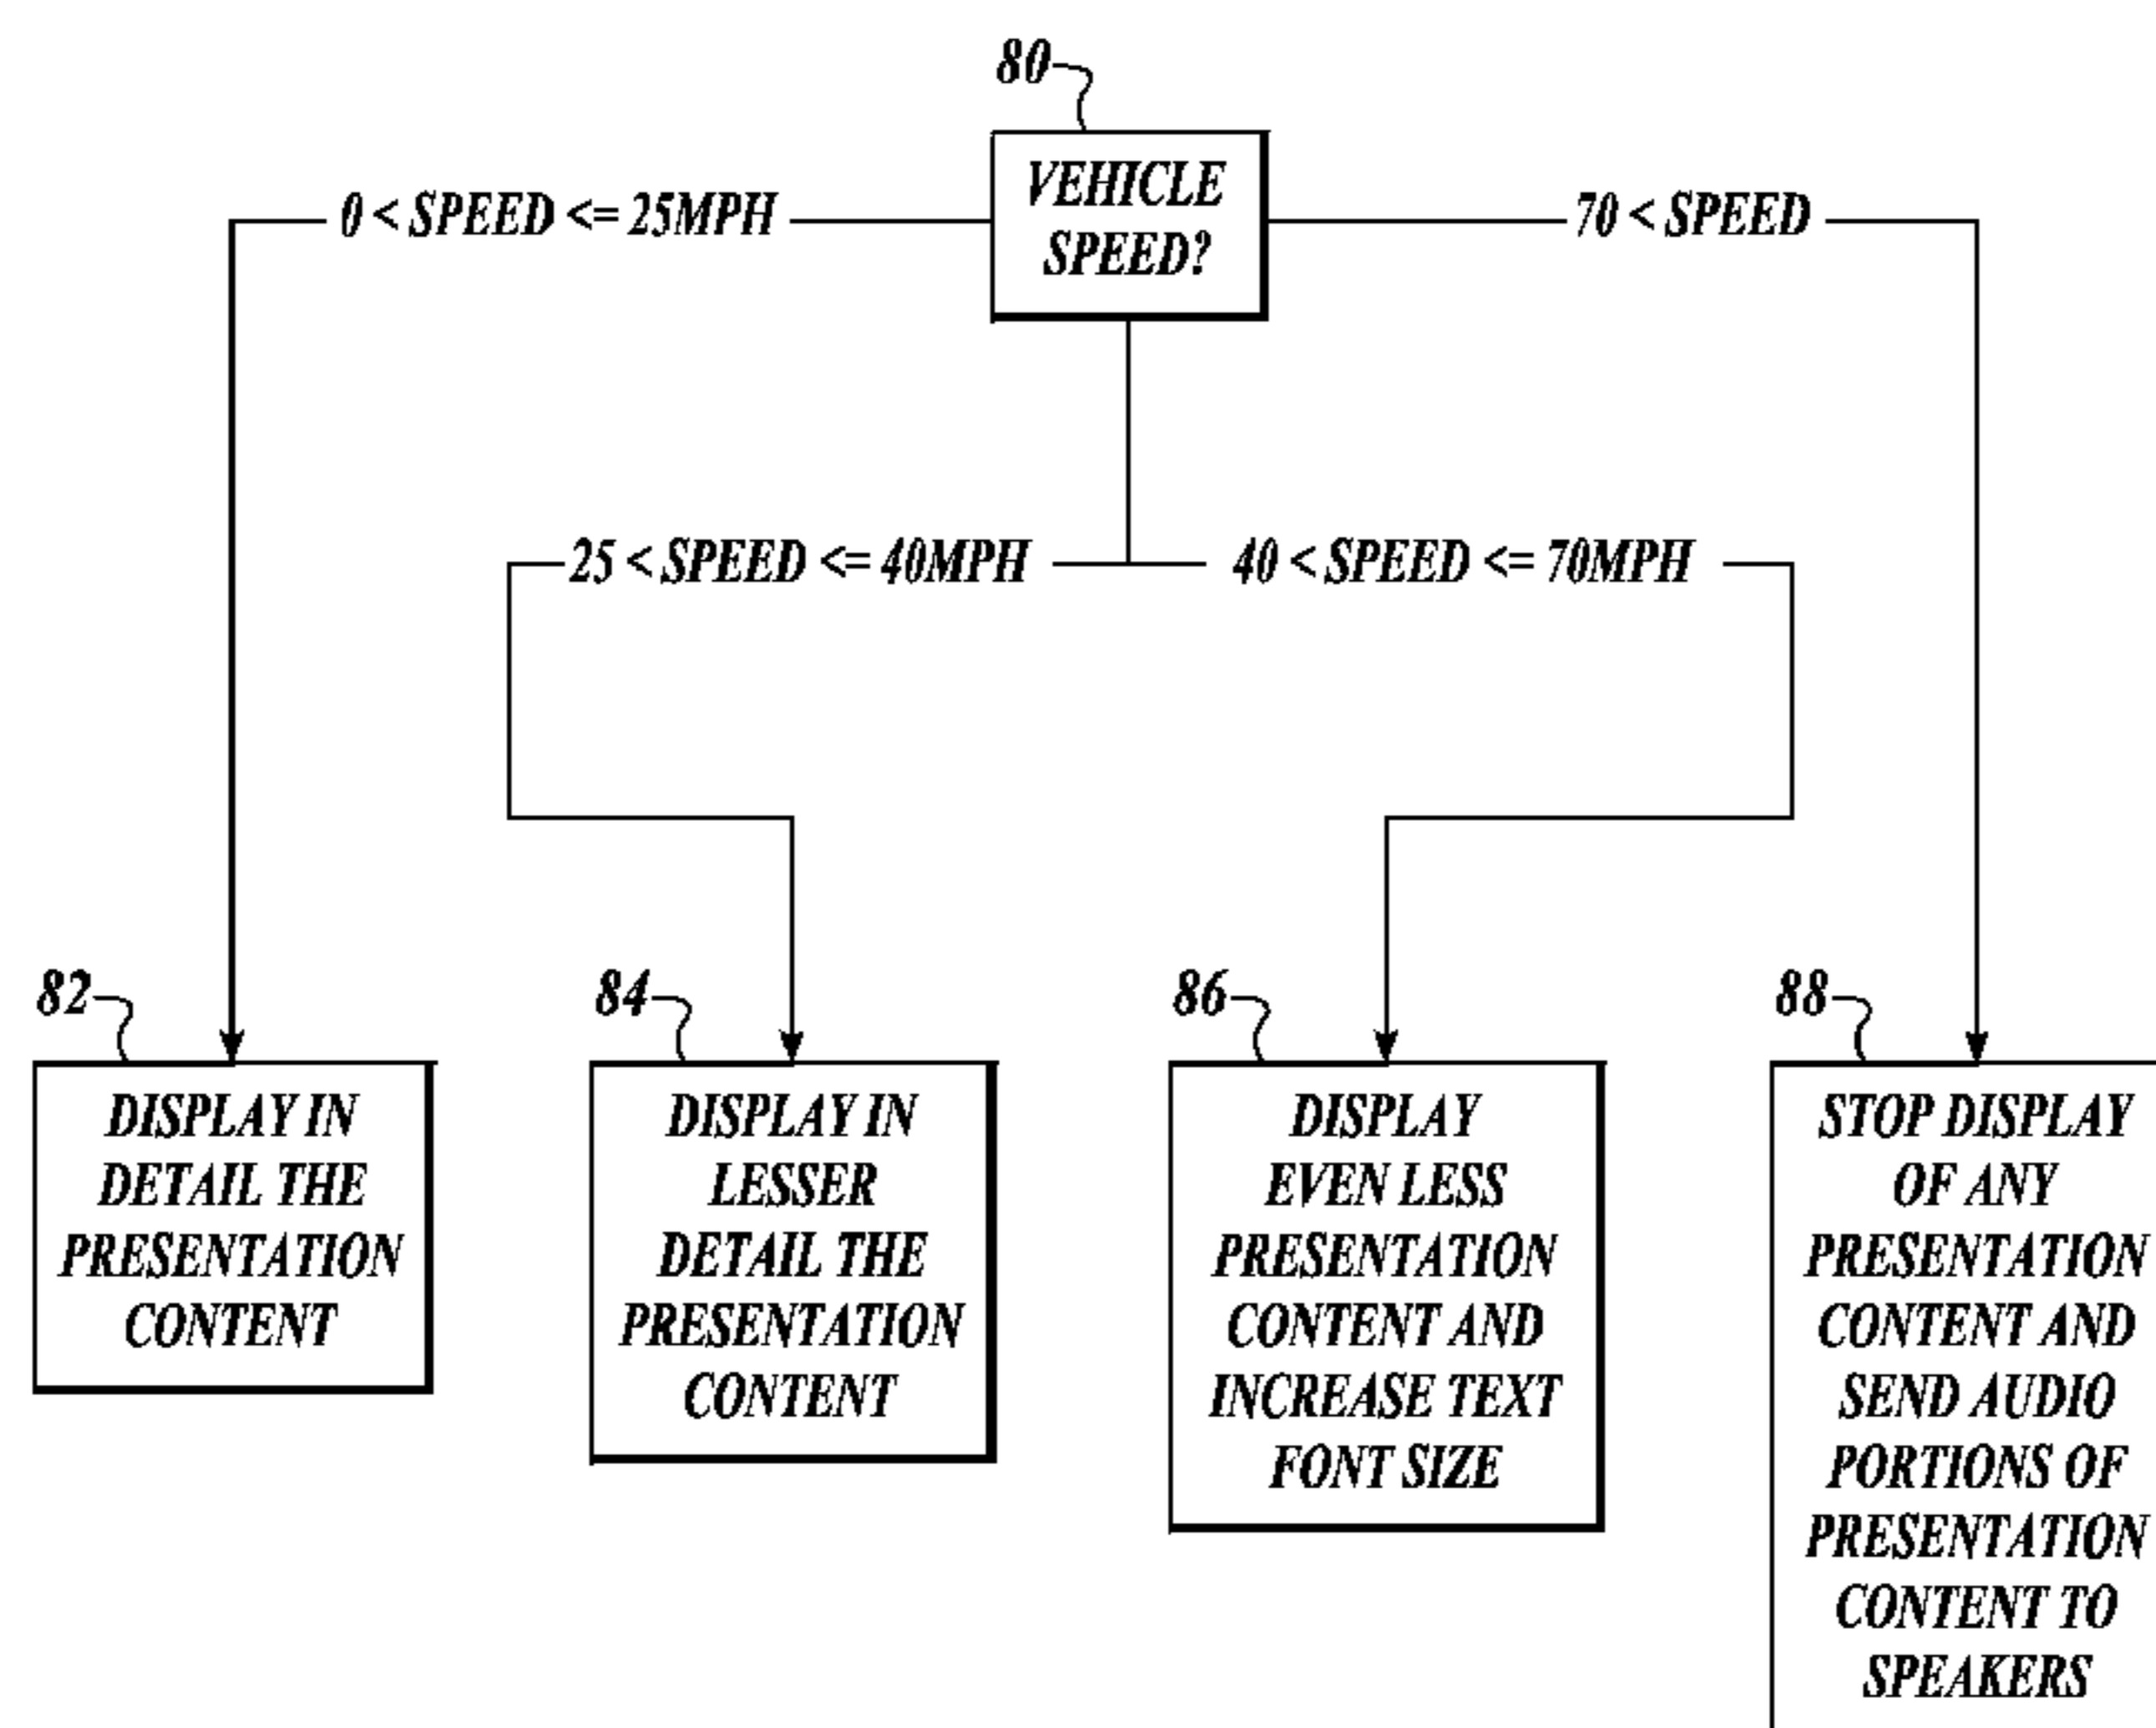 80
VEHICLE
SPEED?
0 < SPEED <= 25MPH
70 < SPEED
25 < SPEED <= 40MPH
40 < SPEED <= 70MPH
82
DISPLAY IN
DETAIL THE
PRESENTATION
CONTENT
84
DISPLAY IN
LESSER
DETAIL THE
PRESENTATION
CONTENT
86
DISPLAY
EVEN LESS
PRESENTATION
CONTENT AND
INCREASE TEXT
FONT SIZE
88
STOP DISPLAY
OF ANY
PRESENTATION
CONTENT AND
SEND AUDIO
PORTIONS OF
PRESENTATION
CONTENT TO
SPEAKERS